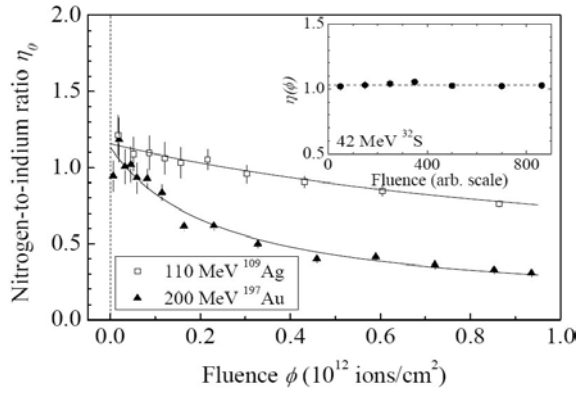 2.0
1.5
1.0
0.5
0.0
Nitrogen-to-indium ratio η₀
0.0 0.2 0.4 0.6 0.8 1.0
Fluence ϕ (10¹² ions/cm²)
□ 110 MeV ¹⁰⁹Ag
▲ 200 MeV ¹⁹⁷Au
1.5
1.0
0.5
η(ϕ)
42 MeV ³²S
0 400 800
Fluence (arb. scale)